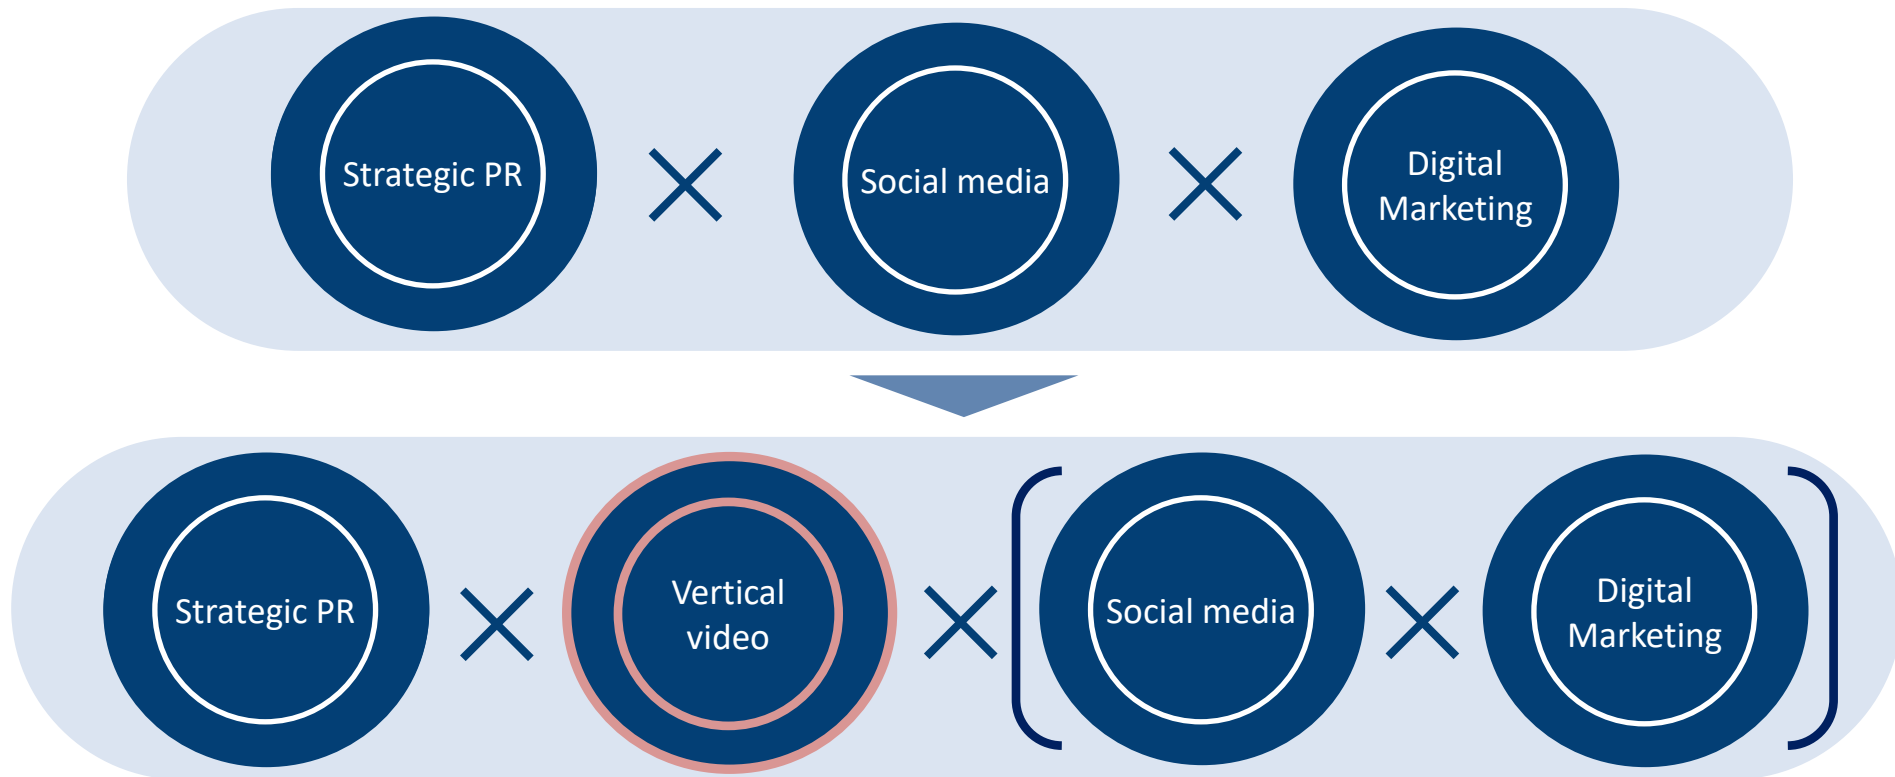 Strategic PR
Social media
Digital
Marketing
Strategic PR
Vertical
video
Social media
Digital
Marketing